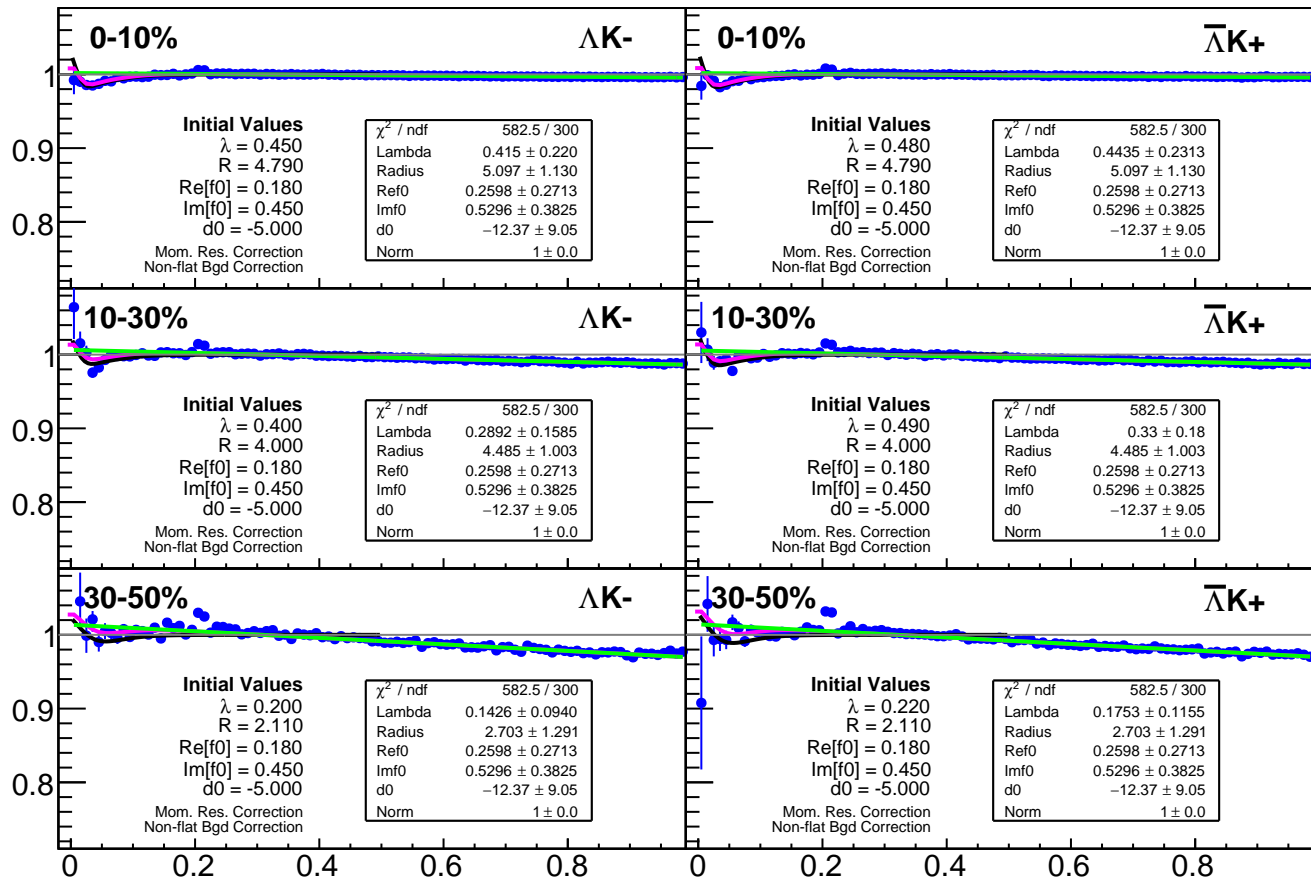 0-10%
ΛK-
1
0.9
0.8
Initial Values
λ = 0.450
R = 4.790
Re[f0] = 0.180
Im[f0] = 0.450
d0 = -5.000
Mom. Res. Correction
Non-flat Bgd Correction
χ² / ndf 582.5 / 300
Lambda 0.415 ± 0.220
Radius 5.097 ± 1.130
Ref0 0.2598 ± 0.2713
Imf0 0.5296 ± 0.3825
d0 −12.37 ± 9.05
Norm 1 ± 0.0
0-10%
Λ̅K+
Initial Values
λ = 0.480
R = 4.790
Re[f0] = 0.180
Im[f0] = 0.450
d0 = -5.000
Mom. Res. Correction
Non-flat Bgd Correction
χ² / ndf 582.5 / 300
Lambda 0.4435 ± 0.2313
Radius 5.097 ± 1.130
Ref0 0.2598 ± 0.2713
Imf0 0.5296 ± 0.3825
d0 −12.37 ± 9.05
Norm 1 ± 0.0
10-30%
ΛK-
1
0.9
0.8
Initial Values
λ = 0.400
R = 4.000
Re[f0] = 0.180
Im[f0] = 0.450
d0 = -5.000
Mom. Res. Correction
Non-flat Bgd Correction
χ² / ndf 582.5 / 300
Lambda 0.2892 ± 0.1585
Radius 4.485 ± 1.003
Ref0 0.2598 ± 0.2713
Imf0 0.5296 ± 0.3825
d0 −12.37 ± 9.05
Norm 1 ± 0.0
10-30%
Λ̅K+
Initial Values
λ = 0.490
R = 4.000
Re[f0] = 0.180
Im[f0] = 0.450
d0 = -5.000
Mom. Res. Correction
Non-flat Bgd Correction
χ² / ndf 582.5 / 300
Lambda 0.33 ± 0.18
Radius 4.485 ± 1.003
Ref0 0.2598 ± 0.2713
Imf0 0.5296 ± 0.3825
d0 −12.37 ± 9.05
Norm 1 ± 0.0
30-50%
ΛK-
1
0.9
0.8
Initial Values
λ = 0.200
R = 2.110
Re[f0] = 0.180
Im[f0] = 0.450
d0 = -5.000
Mom. Res. Correction
Non-flat Bgd Correction
χ² / ndf 582.5 / 300
Lambda 0.1426 ± 0.0940
Radius 2.703 ± 1.291
Ref0 0.2598 ± 0.2713
Imf0 0.5296 ± 0.3825
d0 −12.37 ± 9.05
Norm 1 ± 0.0
30-50%
Λ̅K+
Initial Values
λ = 0.220
R = 2.110
Re[f0] = 0.180
Im[f0] = 0.450
d0 = -5.000
Mom. Res. Correction
Non-flat Bgd Correction
χ² / ndf 582.5 / 300
Lambda 0.1753 ± 0.1155
Radius 2.703 ± 1.291
Ref0 0.2598 ± 0.2713
Imf0 0.5296 ± 0.3825
d0 −12.37 ± 9.05
Norm 1 ± 0.0
0 0.2 0.4 0.6 0.8 0 0.2 0.4 0.6 0.8